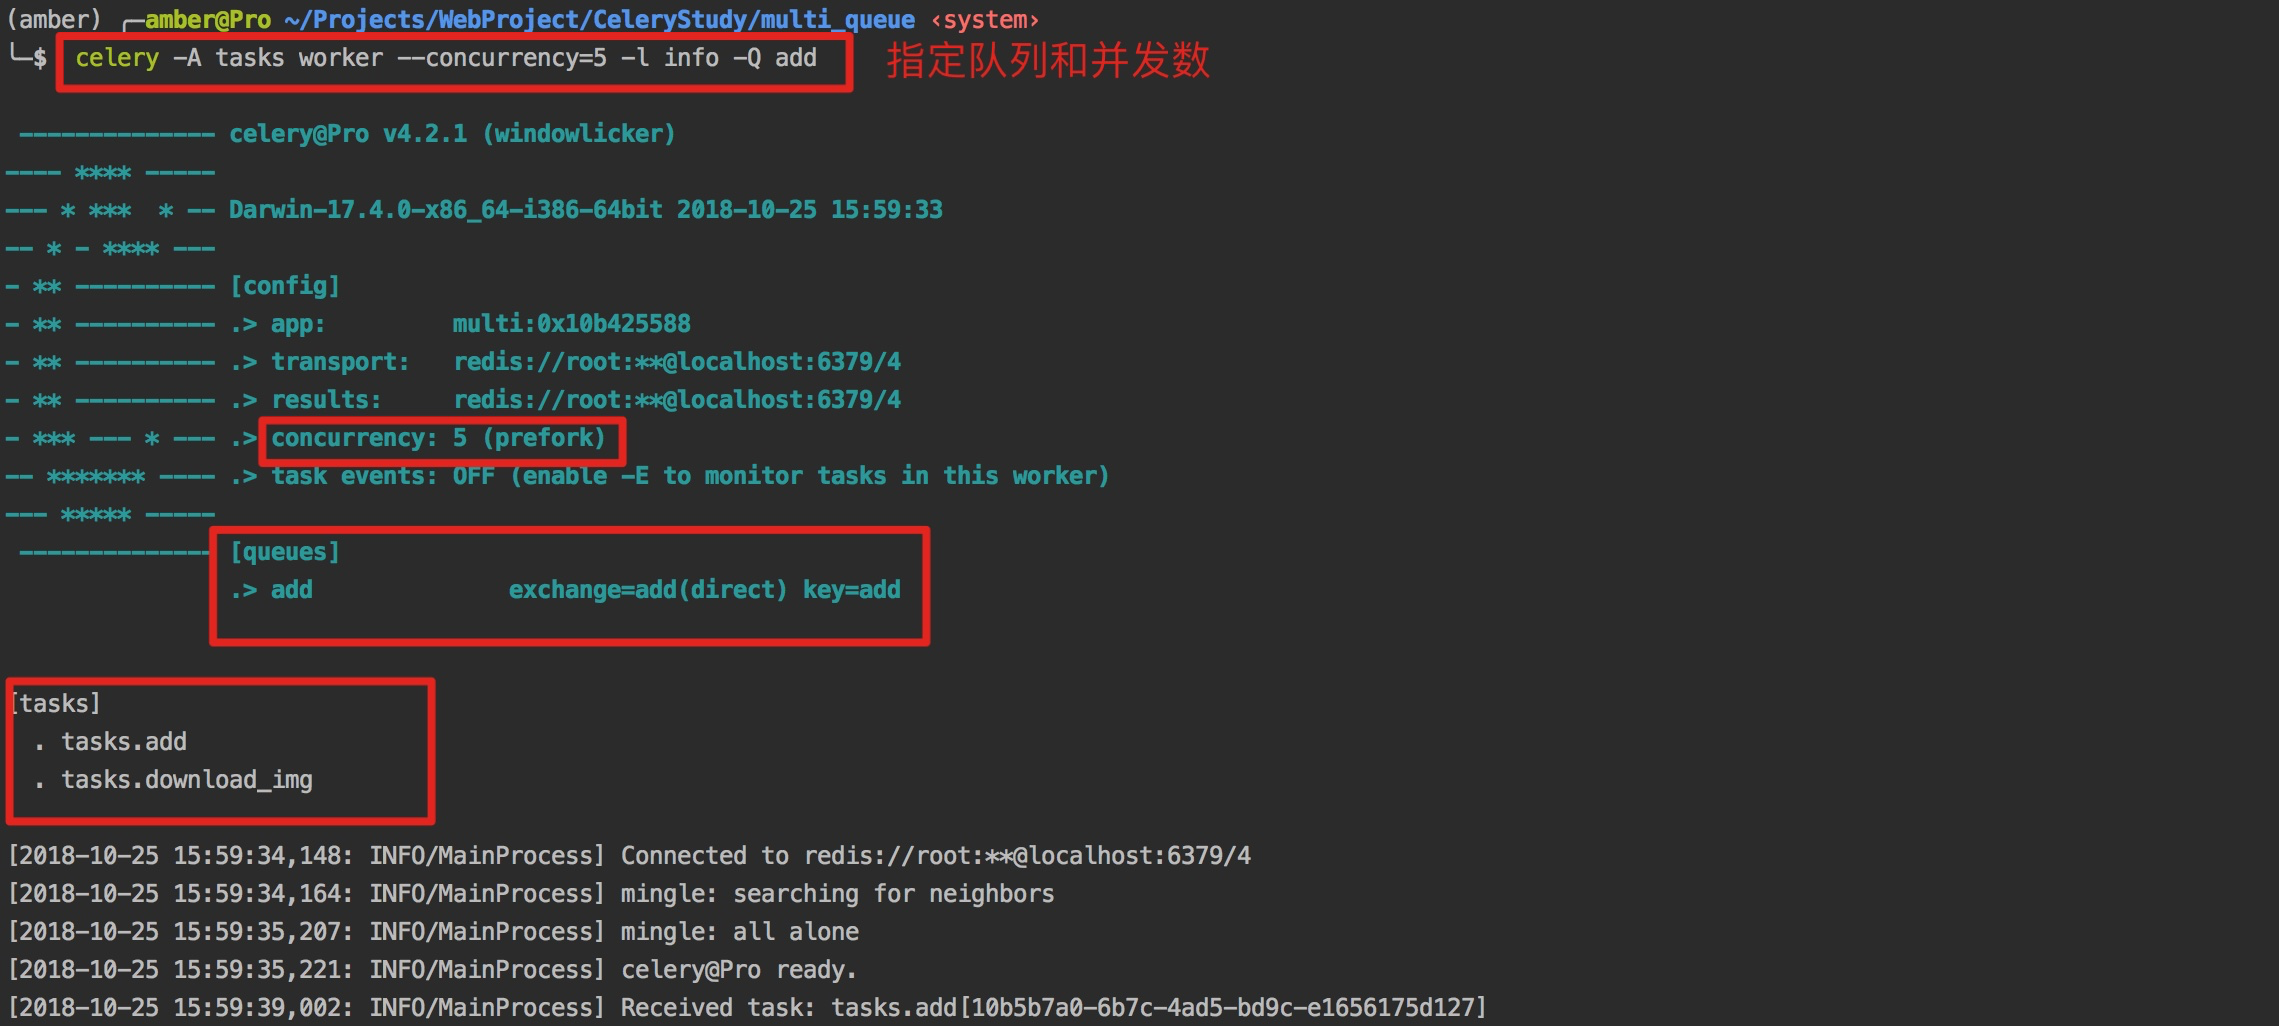 (amber) ╭─amber@Pro ~/Projects/WebProject/CeleryStudy/multi_queue ‹system›
╰─$ celery -A tasks worker --concurrency=5 -l info -Q add 指定队列和并发数
-------------- celery@Pro v4.2.1 (windowlicker)
---- **** -----
--- * ***  * -- Darwin-17.4.0-x86_64-i386-64bit 2018-10-25 15:59:33
-- * - **** ---
- ** ---------- [config]
- ** ---------- .> app:         multi:0x10b425588
- ** ---------- .> transport:   redis://root:**@localhost:6379/4
- ** ---------- .> results:     redis://root:**@localhost:6379/4
- *** --- * --- .> concurrency: 5 (prefork)
-- ******* ---- .> task events: OFF (enable -E to monitor tasks in this worker)
--- ***** -----
-------------- [queues]
.> add              exchange=add(direct) key=add
[tasks]
. tasks.add
. tasks.download_img
[2018-10-25 15:59:34,148: INFO/MainProcess] Connected to redis://root:**@localhost:6379/4
[2018-10-25 15:59:34,164: INFO/MainProcess] mingle: searching for neighbors
[2018-10-25 15:59:35,207: INFO/MainProcess] mingle: all alone
[2018-10-25 15:59:35,221: INFO/MainProcess] celery@Pro ready.
[2018-10-25 15:59:39,002: INFO/MainProcess] Received task: tasks.add[10b5b7a0-6b7c-4ad5-bd9c-e1656175d127]